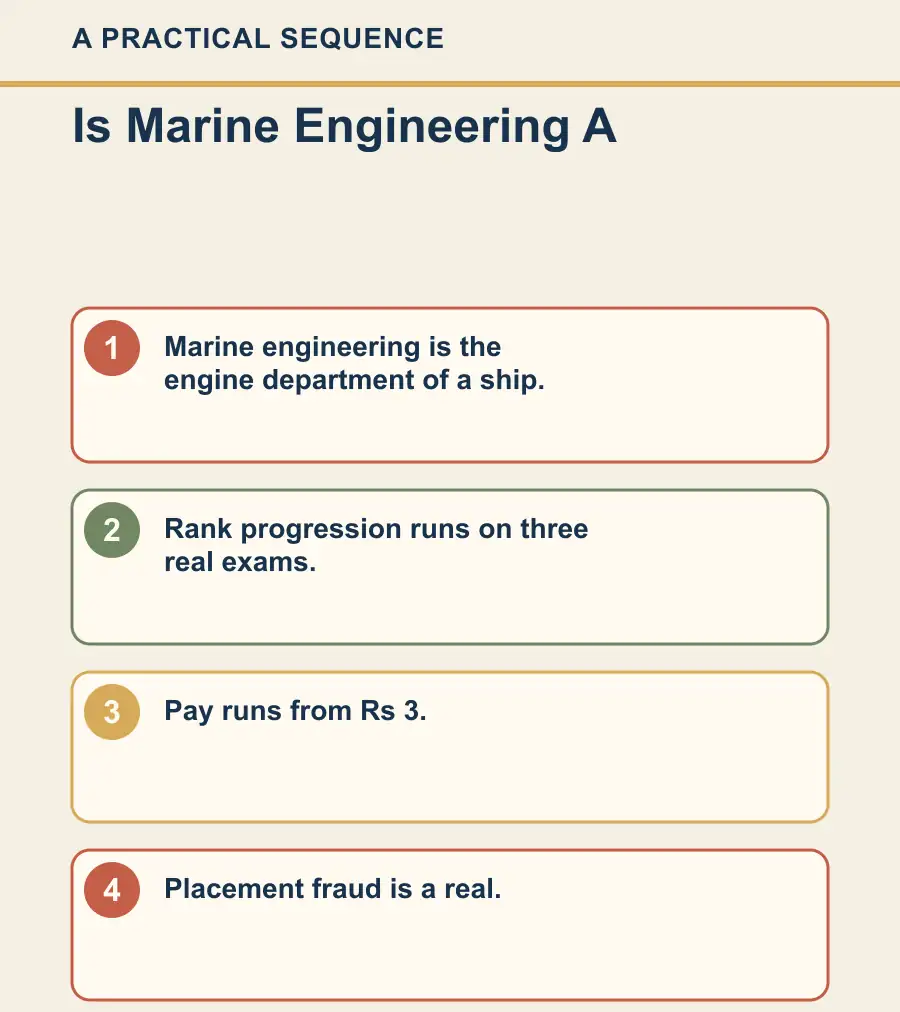 A PRACTICAL SEQUENCE
Is Marine Engineering A
1
Marine engineering is the
engine department of a ship.
2
Rank progression runs on three
real exams.
3
Pay runs from Rs 3.
4
Placement fraud is a real.